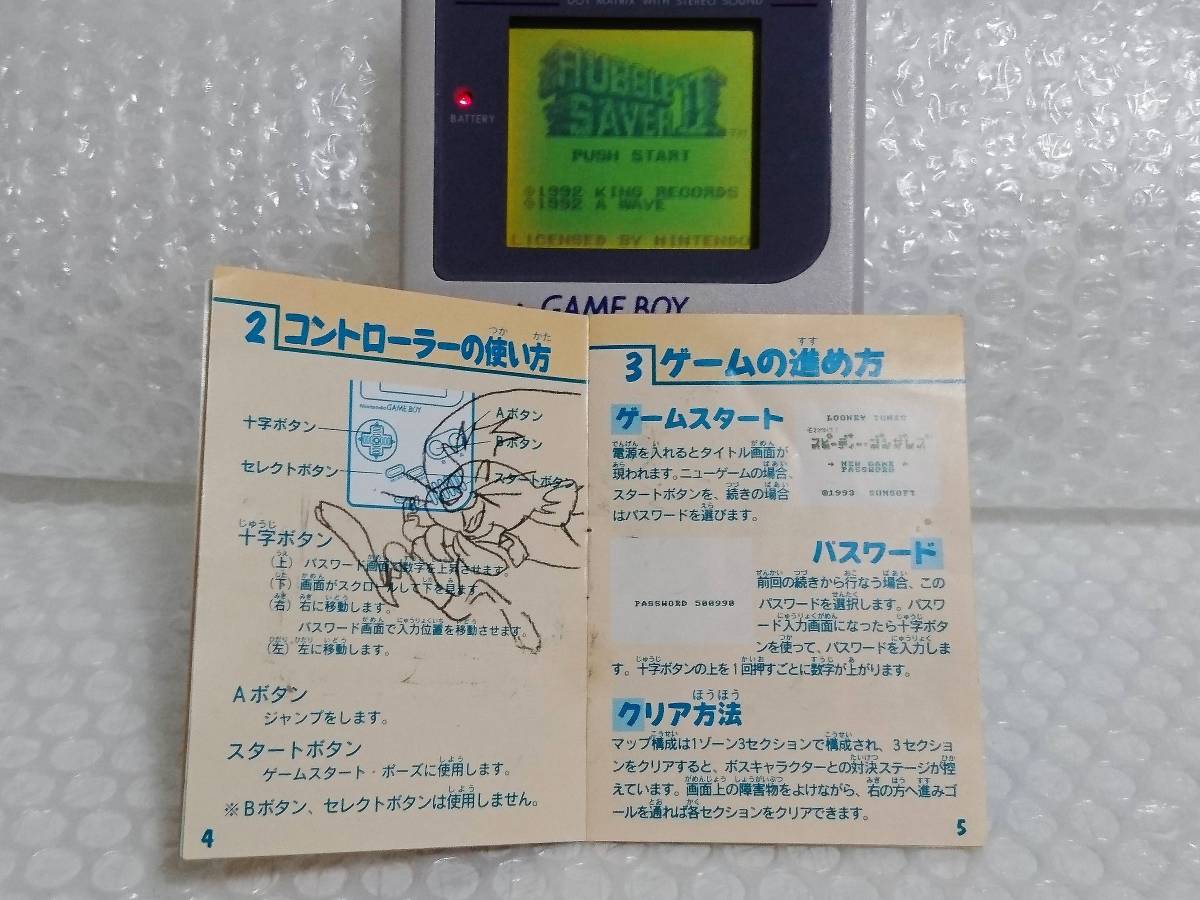 DOT MATRIX WITH STEREO SOUND
BATTERY
RUBBLE
SAVER II
TM
PUSH START
©1992 KING RECORDS
©1992 A WAVE
LICENSED BY NINTENDO
GAME BOY
2 コントローラーの使い方
つか かた
Nintendo GAME BOY
十字ボタン
セレクトボタン
Aボタン
Bボタン
スタートボタン
じゅうじ
十字ボタン
(上) パスワード画面で数字を上昇させます。
(下) 画面がスクロールして下を見ます。
(右) 右に移動します。
パスワード画面で入力位置を移動させます。
(左) 左に移動します。
Aボタン
ジャンプをします。
スタートボタン
ゲームスタート・ポーズに使用します。
※Bボタン、セレクトボタンは使用しません。
4
3 ゲームの進め方
すす
ゲームスタート
電源を入れるとタイトル画面が
現われます。ニューゲームの場合、
スタートボタンを、続きの場合
はパスワードを選びます。
LOONEY TUNES
NEW GAME
PASSWORD
©1993 SUNSOFT
パスワード
PASSWORD 500990
前回の続きから行なう場合、この
パスワードを選択します。パスワ
ード入力画面になったら十字ボタ
ンを使って、パスワードを入力しま
す。十字ボタンの上を1回押すごとに数字が上がります。
ほうほう
クリア方法
マップ構成は1ゾーン3セクションで構成され、3セクショ
ンをクリアすると、ボスキャラクターとの対決ステージが控
えています。画面上の障害物をよけながら、右の方へ進みゴ
ールを通れば各セクションをクリアできます。
5